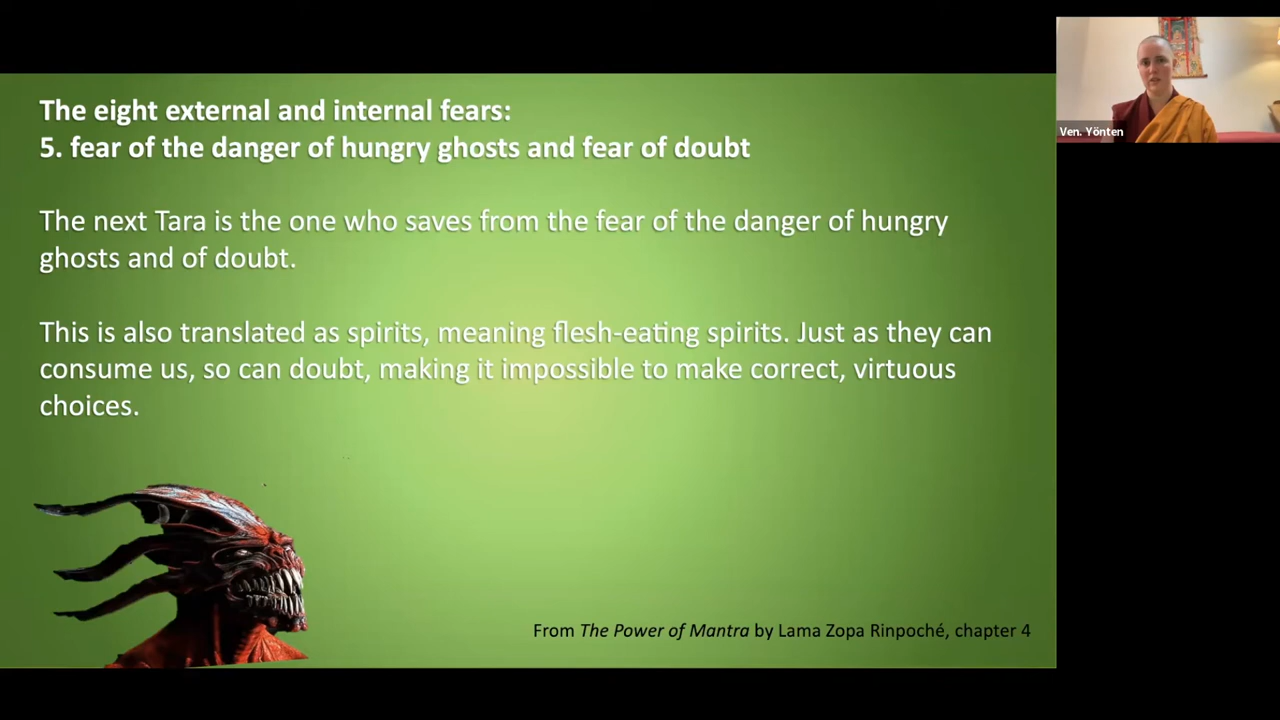 The eight external and internal fears:
5. fear of the danger of hungry ghosts and fear of doubt
The next Tara is the one who saves from the fear of the danger of hungry
ghosts and of doubt.
This is also translated as spirits, meaning flesh-eating spirits. Just as they can
consume us, so can doubt, making it impossible to make correct, virtuous
choices.
From The Power of Mantra by Lama Zopa Rinpoché, chapter 4
Ven. Yönten